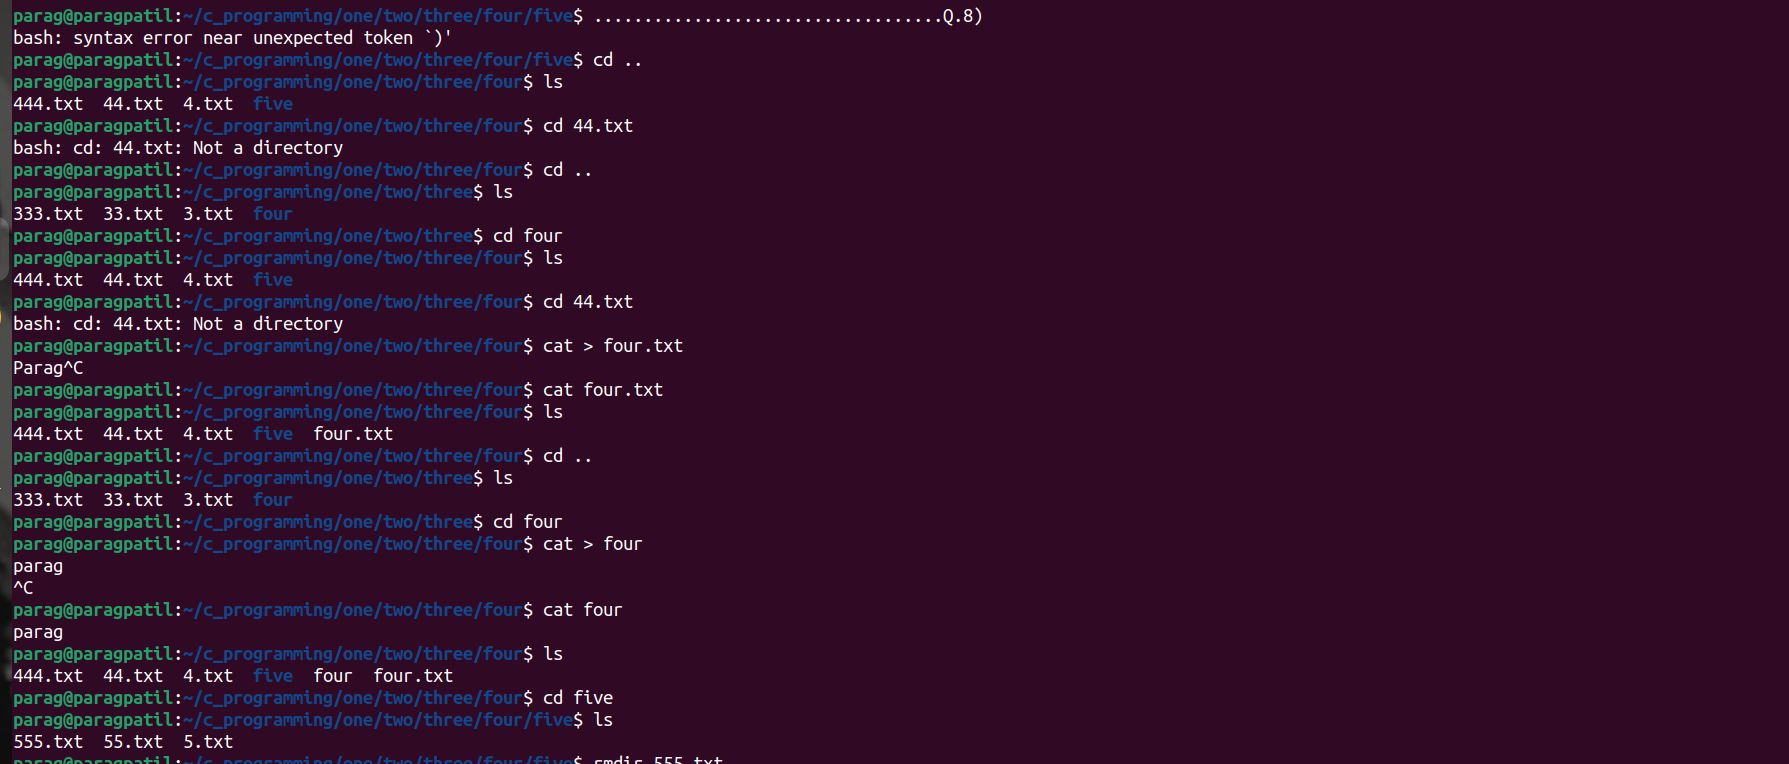 parag@paragpatil:~/c_programming/one/two/three/four/five$ ...................................Q.8)
bash: syntax error near unexpected token `)'
parag@paragpatil:~/c_programming/one/two/three/four/five$ cd ..
parag@paragpatil:~/c_programming/one/two/three/four$ ls
444.txt  44.txt  4.txt  five
parag@paragpatil:~/c_programming/one/two/three/four$ cd 44.txt
bash: cd: 44.txt: Not a directory
parag@paragpatil:~/c_programming/one/two/three/four$ cd ..
parag@paragpatil:~/c_programming/one/two/three$ ls
333.txt  33.txt  3.txt  four
parag@paragpatil:~/c_programming/one/two/three$ cd four
parag@paragpatil:~/c_programming/one/two/three/four$ ls
444.txt  44.txt  4.txt  five
parag@paragpatil:~/c_programming/one/two/three/four$ cd 44.txt
bash: cd: 44.txt: Not a directory
parag@paragpatil:~/c_programming/one/two/three/four$ cat > four.txt
Parag^C
parag@paragpatil:~/c_programming/one/two/three/four$ cat four.txt
parag@paragpatil:~/c_programming/one/two/three/four$ ls
444.txt  44.txt  4.txt  five  four.txt
parag@paragpatil:~/c_programming/one/two/three/four$ cd ..
parag@paragpatil:~/c_programming/one/two/three$ ls
333.txt  33.txt  3.txt  four
parag@paragpatil:~/c_programming/one/two/three$ cd four
parag@paragpatil:~/c_programming/one/two/three/four$ cat > four
parag
^C
parag@paragpatil:~/c_programming/one/two/three/four$ cat four
parag
parag@paragpatil:~/c_programming/one/two/three/four$ ls
444.txt  44.txt  4.txt  five  four  four.txt
parag@paragpatil:~/c_programming/one/two/three/four$ cd five
parag@paragpatil:~/c_programming/one/two/three/four/five$ ls
555.txt  55.txt  5.txt
parag@paragpatil:~/c_programming/one/two/three/four/five$ rmdir 555.txt